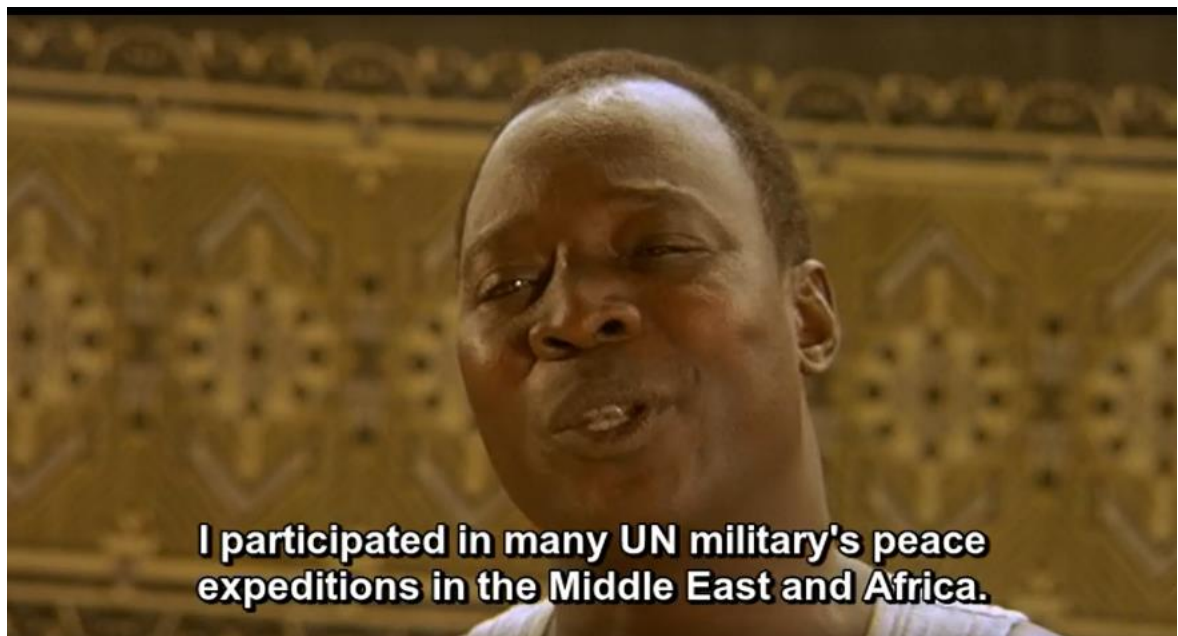 I participated in many UN military's peace
expeditions in the Middle East and Africa.